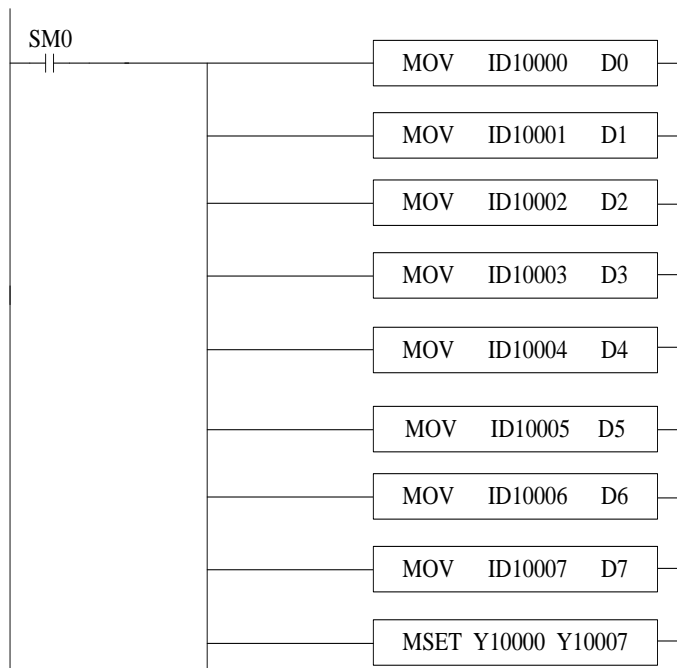 SM0
MOV ID10000 D0
MOV ID10001 D1
MOV ID10002 D2
MOV ID10003 D3
MOV ID10004 D4
MOV ID10005 D5
MOV ID10006 D6
MOV ID10007 D7
MSET Y10000 Y10007